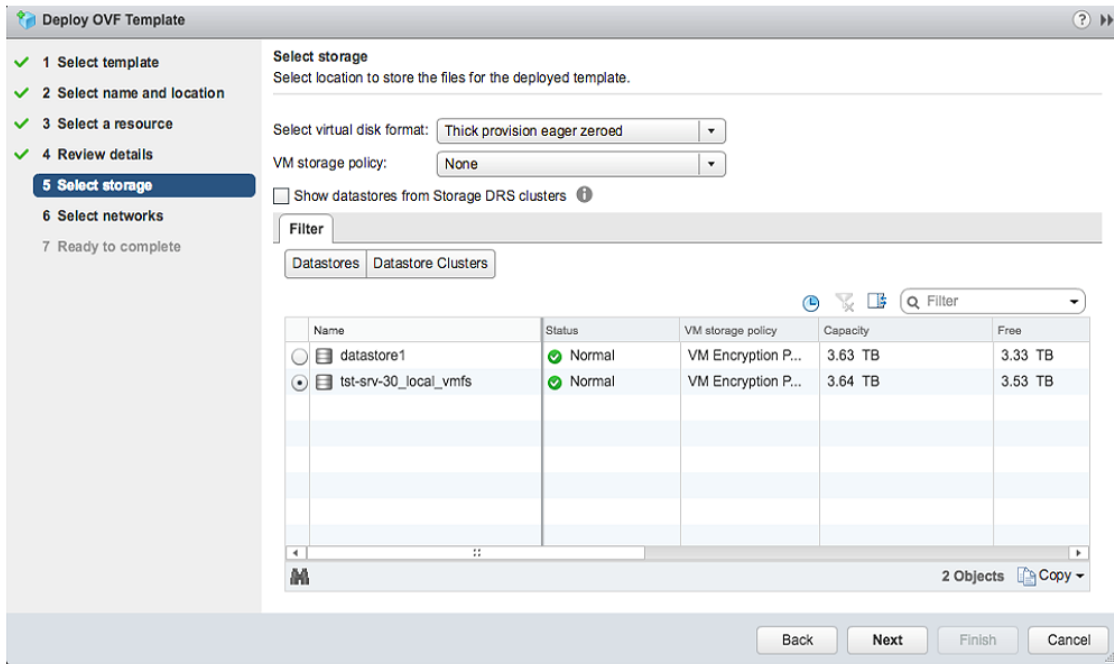 Deploy OVF Template
1 Select template
2 Select name and location
3 Select a resource
4 Review details
5 Select storage
6 Select networks
7 Ready to complete
Select storage
Select location to store the files for the deployed template.
Select virtual disk format: Thick provision eager zeroed
VM storage policy: None
Show datastores from Storage DRS clusters
Filter
Datastores Datastore Clusters
Filter
Name Status VM storage policy Capacity Free
datastore1 Normal VM Encryption P... 3.63 TB 3.33 TB
tst-srv-30_local_vmfs Normal VM Encryption P... 3.64 TB 3.53 TB
2 Objects Copy
Back Next Finish Cancel